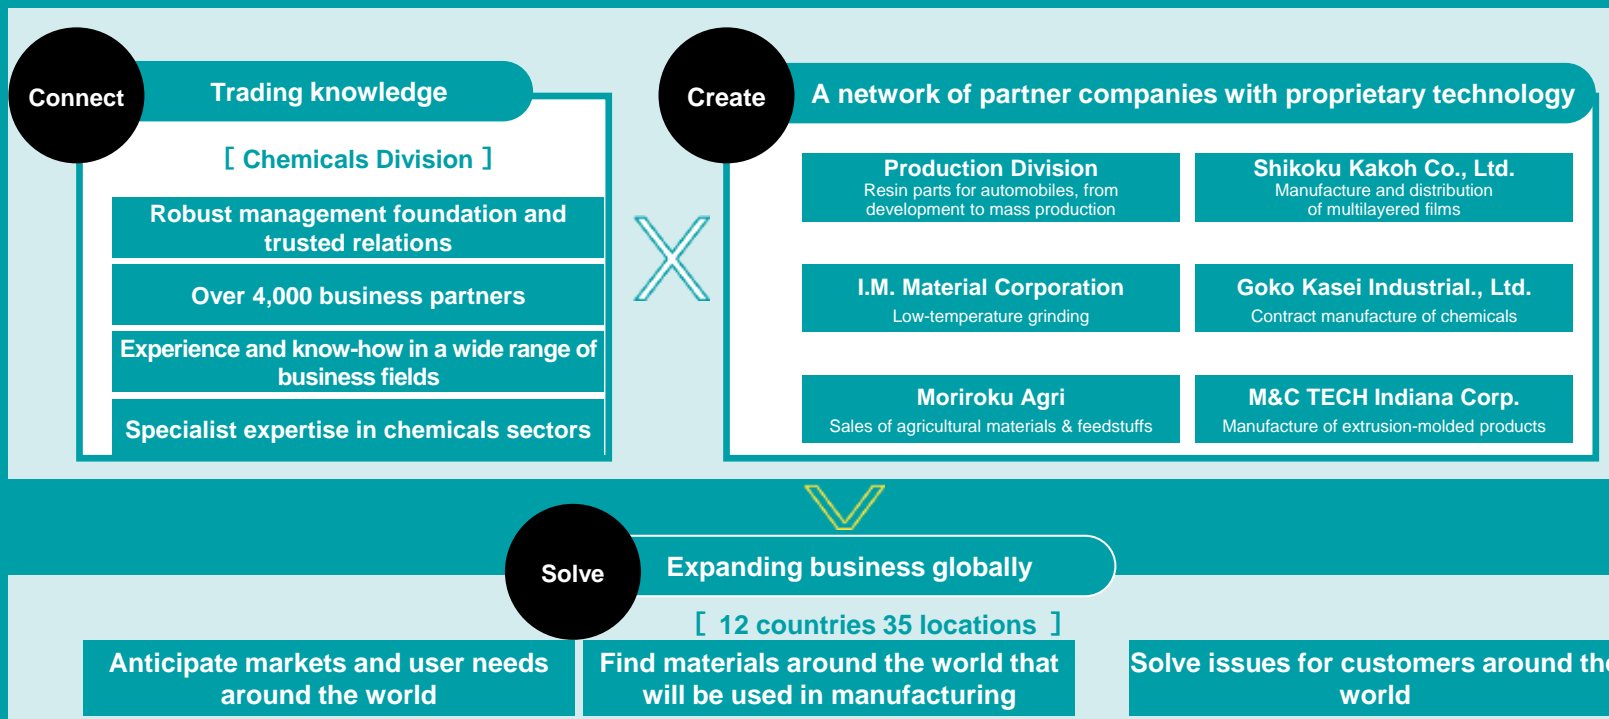 Connect
Trading knowledge
[ Chemicals Division ]
Robust management foundation and
trusted relations
Over 4,000 business partners
Experience and know-how in a wide range of
business fields
Specialist expertise in chemicals sectors
X
Create
A network of partner companies with proprietary technology
Production Division
Resin parts for automobiles, from
development to mass production
Shikoku Kakoh Co., Ltd.
Manufacture and distribution
of multilayered films
I.M. Material Corporation
Low-temperature grinding
Goko Kasei Industrial., Ltd.
Contract manufacture of chemicals
Moriroku Agri
Sales of agricultural materials & feedstuffs
M&C TECH Indiana Corp.
Manufacture of extrusion-molded products
Solve
Expanding business globally
[ 12 countries 35 locations ]
Anticipate markets and user needs
around the world
Find materials around the world that
will be used in manufacturing
Solve issues for customers around the
world